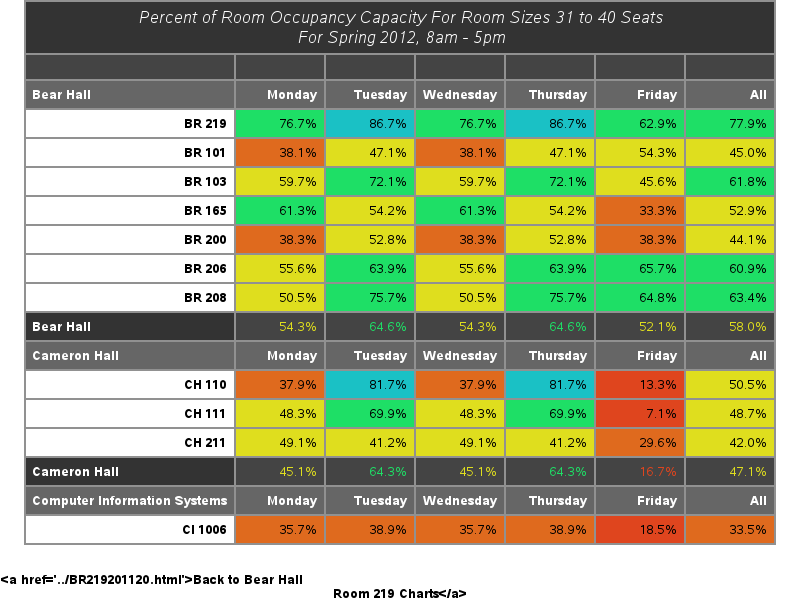 Percent of Room Occupancy Capacity For Room Sizes 31 to 40 Seats
For Spring 2012, 8am - 5pm
Bear Hall Monday Tuesday Wednesday Thursday Friday All
BR 219 76.7% 86.7% 76.7% 86.7% 62.9% 77.9%
BR 101 38.1% 47.1% 38.1% 47.1% 54.3% 45.0%
BR 103 59.7% 72.1% 59.7% 72.1% 45.6% 61.8%
BR 165 61.3% 54.2% 61.3% 54.2% 33.3% 52.9%
BR 200 38.3% 52.8% 38.3% 52.8% 38.3% 44.1%
BR 206 55.6% 63.9% 55.6% 63.9% 65.7% 60.9%
BR 208 50.5% 75.7% 50.5% 75.7% 64.8% 63.4%
Bear Hall 54.3% 64.6% 54.3% 64.6% 52.1% 58.0%
Cameron Hall Monday Tuesday Wednesday Thursday Friday All
CH 110 37.9% 81.7% 37.9% 81.7% 13.3% 50.5%
CH 111 48.3% 69.9% 48.3% 69.9% 7.1% 48.7%
CH 211 49.1% 41.2% 49.1% 41.2% 29.6% 42.0%
Cameron Hall 45.1% 64.3% 45.1% 64.3% 16.7% 47.1%
Computer Information Systems Monday Tuesday Wednesday Thursday Friday All
CI 1006 35.7% 38.9% 35.7% 38.9% 18.5% 33.5%
<a href='../BR219201120.html'>Back to Bear Hall
Room 219 Charts</a>